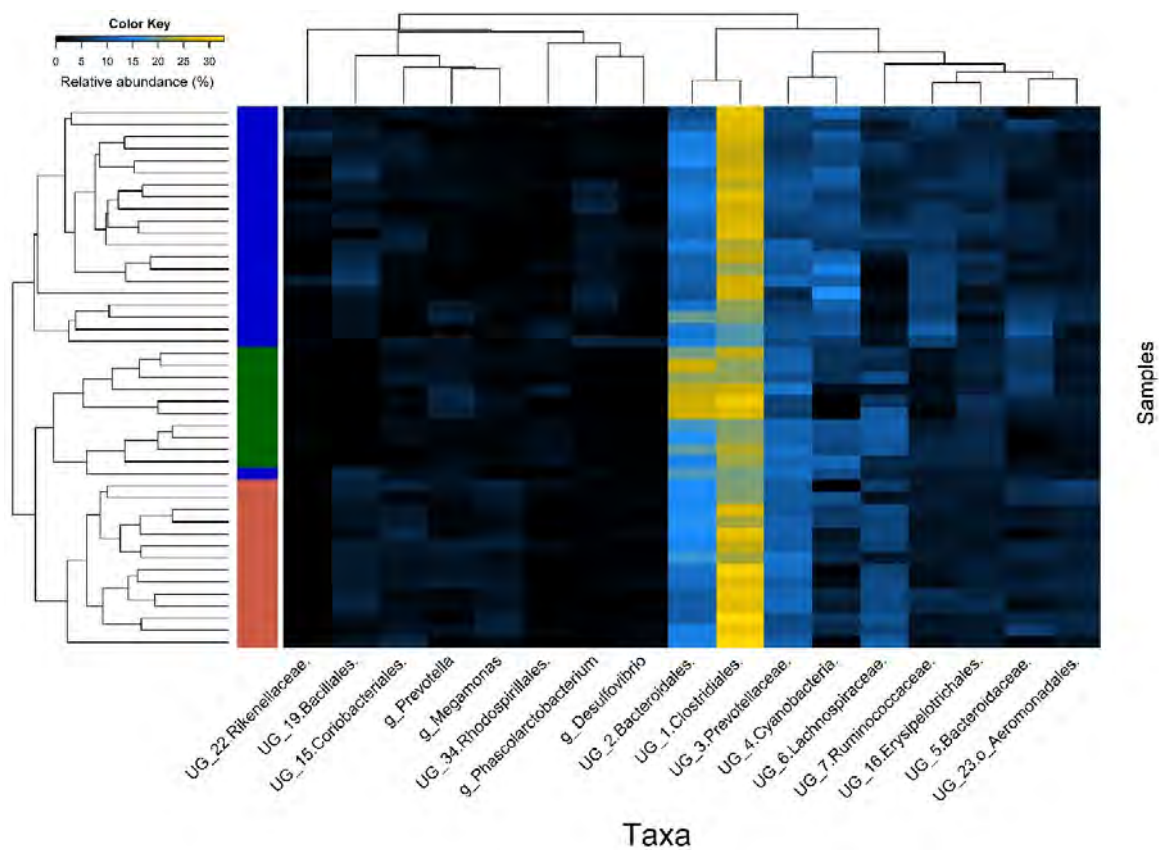 Color Key
0 5 10 15 20 25 30
Relative abundance (%)
Samples
UG_22.Rikenellaceae.
UG_19.Bacillales.
UG_15.Coriobacteriales.
g_Prevotella
g_Megamonas
UG_34.Rhodospirillales.
g_Phascolarctobacterium
g_Desulfovibrio
UG_2.Bacteroidales.
UG_1.Clostridiales.
UG_3.Prevotellaceae.
UG_4.Cyanobacteria.
UG_6.Lachnospiraceae.
UG_7.Ruminococcaceae.
UG_16.Erysipelotrichales.
UG_5.Bacteroidaceae.
UG_23.o_Aeromonadales.
Taxa